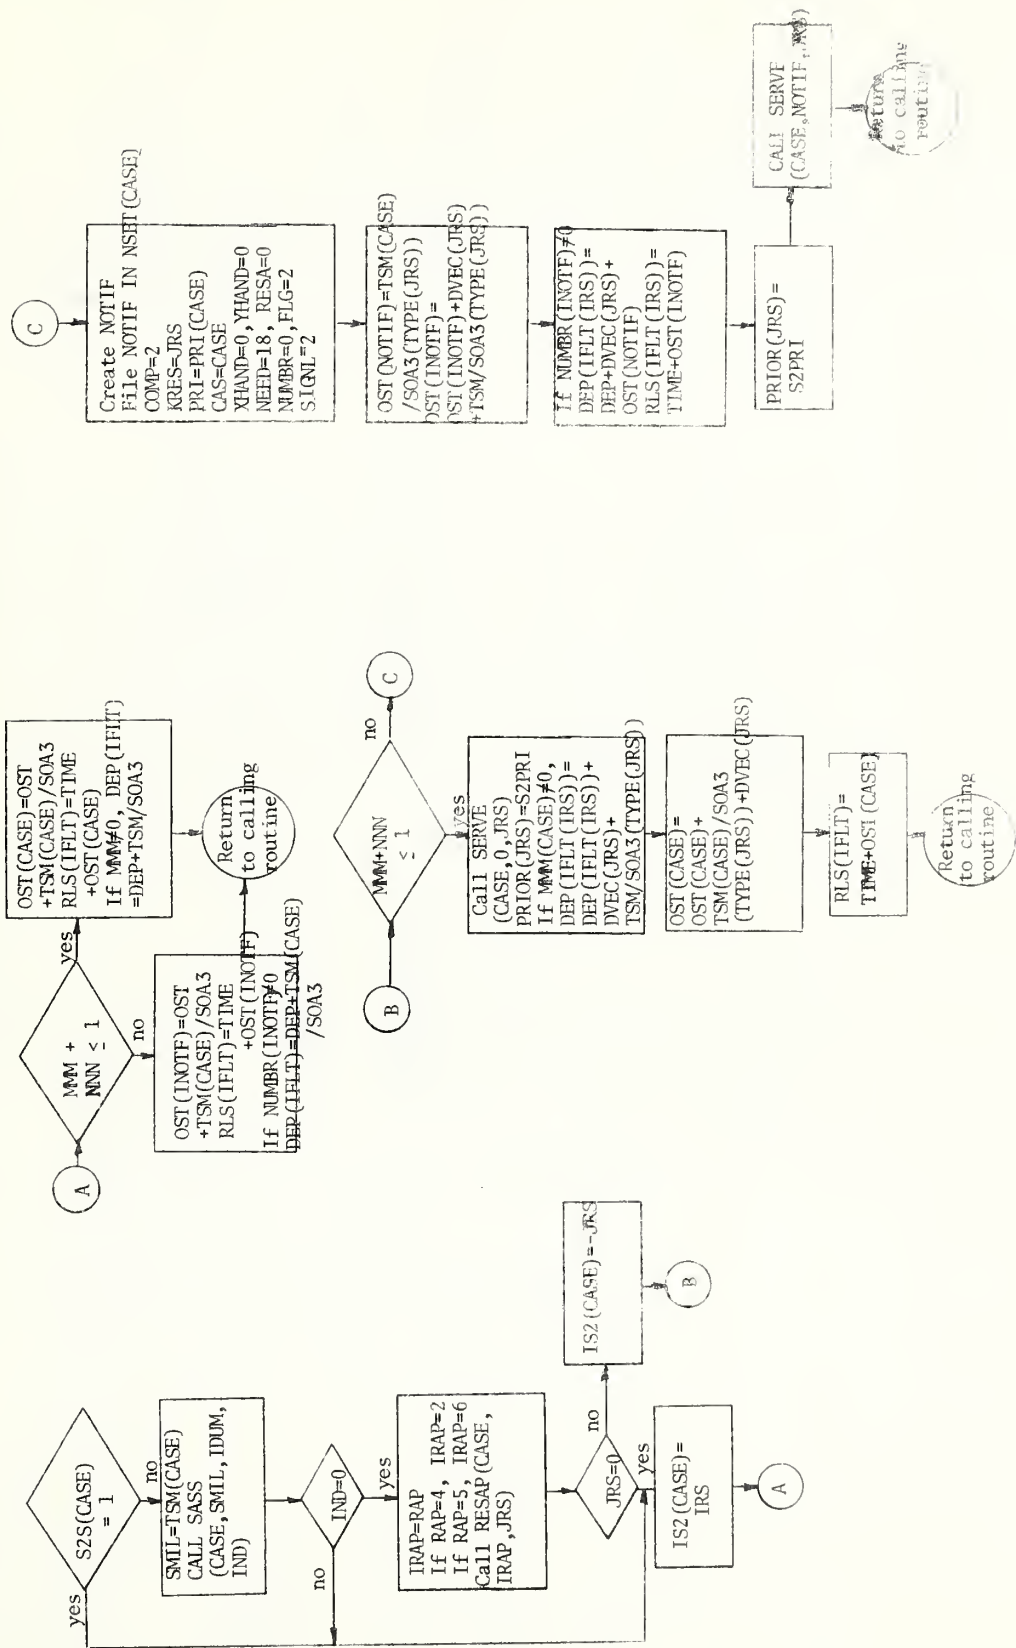 S2S(CASE)
= 1
yes
no
SMIL=TSM(CASE)
CALL SASS
(CASE,SMIL,IDUM,
IND)
IND=0
no
yes
IRAP=RAP
If RAP=4, IRAP=2
If RAP=5, IRAP=6
Call RESAP(CASE,
IRAP,JRS)
JRS=0
no
yes
IS2(CASE)=-JRS
B
IS2(CASE)=
IRS
A
A
MMM +
NNN ≤ 1
yes
no
OST(CASE)=OST
+TSM(CASE)/SOA3
RLS(IFLT)=TIME
+OST(CASE)
If MMM≠0, DEP(IFLT)
=DEP+TSM/SOA3
OST(INOTF)=OST
+TSM(CASE)/SOA3
RLS(IFLT)=TIME
+OST(INOTF)
If NUMBR(INOTF)≠0
DEP(IFLT)=DEP+TSM(CASE)
/SOA3
Return
to calling
routine
B
MMM+NNN
≤ 1
no
C
yes
Call SERVE
(CASE,0,JRS)
PRIOR(JRS)=S2PRI
If MMM(CASE)≠0,
DEP(IFLT(IRS))=
DEP(IFLT(IRS))+
DVEC(JRS)+
TSM/SOA3(TYPE(JRS))
OST(CASE)=
OST(CASE)+
TSM(CASE)/SOA3
(TYPE(JRS))+DVEC(JRS)
RLS(IFLT)=
TIME+OST(CASE)
Return
to calling
routine
C
Create NOTIF
File NOTIF IN NSET(CASE)
COMP=2
KRES=JRS
PRI=PRI(CASE)
CAS=CASE
XHAND=0,YHAND=0
NEED=18, RESA=0
NUMBR=0,FLG=2
SIGNL=2
OST(NOTIF)=TSM(CASE)
/SOA3(TYPE(JRS))
OST(INOTF)=
OST(INOTF)+DVEC(JRS)
+TSM/SOA3(TYPE(JRS))
If NUMBR(INOTF)≠0
DEP(IFLT(IRS))=
DEP+DVEC(JRS)+
OST(NOTIF)
RLS(IFLT(IRS))=
TIME+OST(INOTF)
PRIOR(JRS)=
S2PRI
CALL SERVE
(CASE,NOTIF,JRS)
Return
to calling
routine